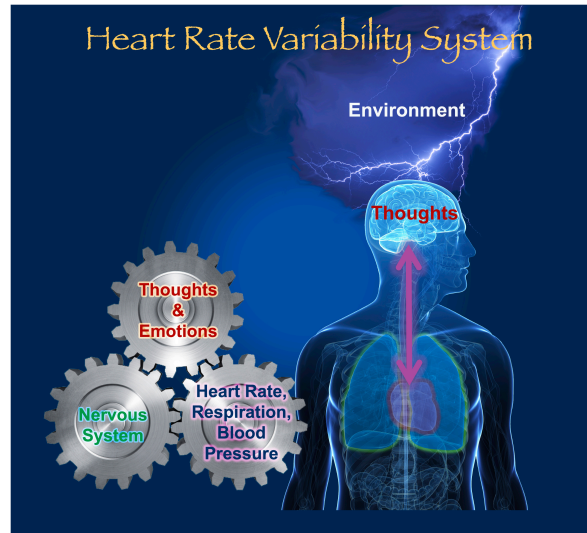 Heart Rate Variability System
Environment
Thoughts
Thoughts
&
Emotions
Nervous
System
Heart Rate,
Respiration,
Blood
Pressure